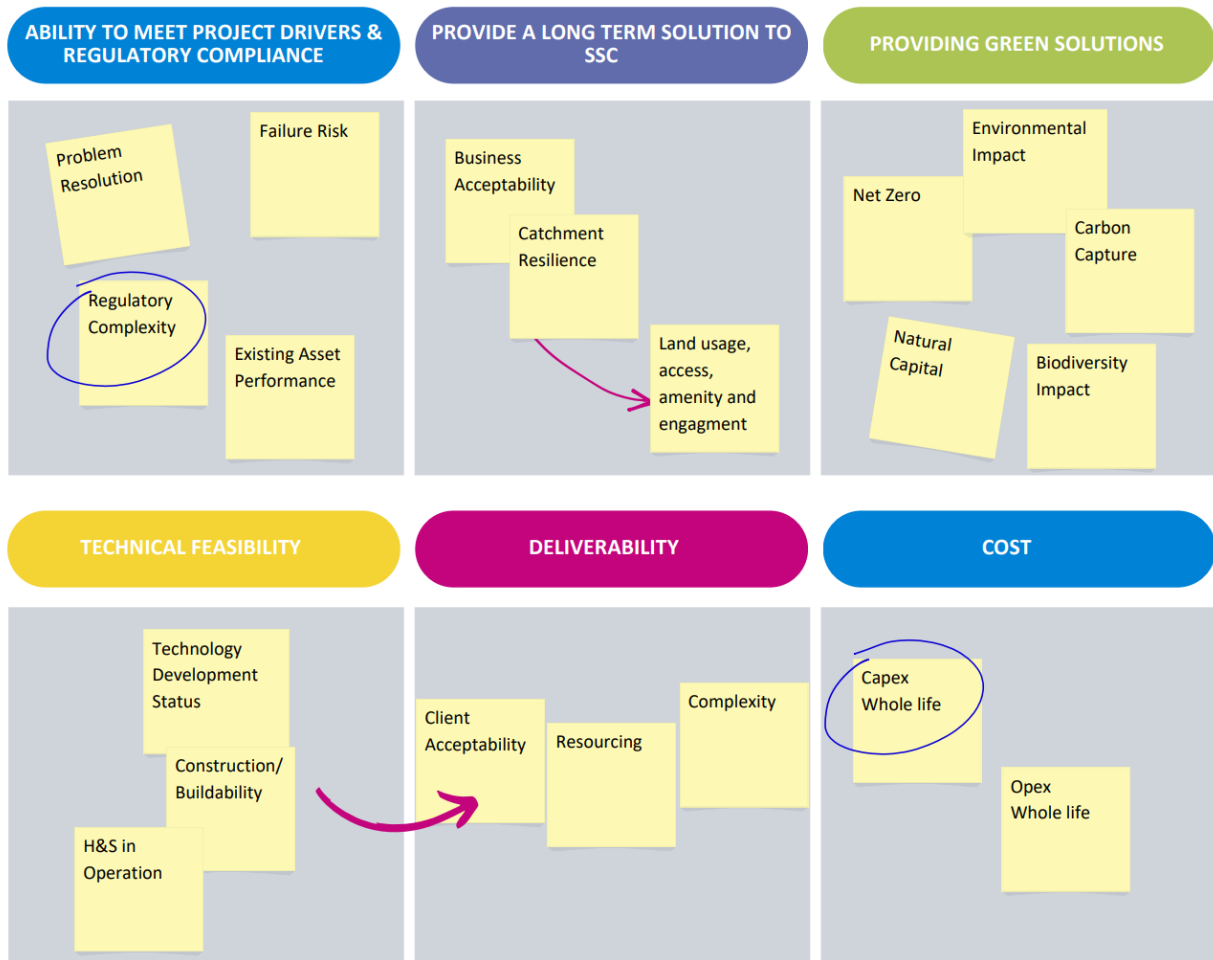 ABILITY TO MEET PROJECT DRIVERS &
REGULATORY COMPLIANCE
PROVIDE A LONG TERM SOLUTION TO
SSC
PROVIDING GREEN SOLUTIONS
Problem
Resolution
Failure Risk
Regulatory
Complexity
Existing Asset
Performance
Business
Acceptability
Catchment
Resilience
Land usage,
access,
amenity and
engagment
Environmental
Impact
Net Zero
Carbon
Capture
Natural
Capital
Biodiversity
Impact
TECHNICAL FEASIBILITY
DELIVERABILITY
COST
Technology
Development
Status
Construction/
Buildability
H&S in
Operation
Client
Acceptability
Resourcing
Complexity
Capex
Whole life
Opex
Whole life